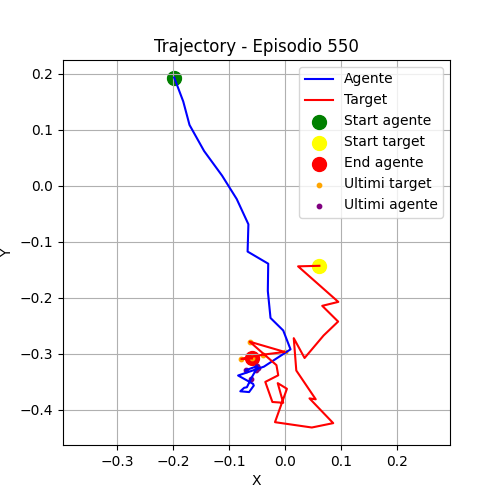 Trajectory - Episodio 550
Agente
Target
Start agente
Start target
End agente
Ultimi target
Ultimi agente
0.2
0.1
0.0
−0.1
−0.2
−0.3
−0.4
Y
−0.3
−0.2
−0.1
0.0
0.1
0.2
X